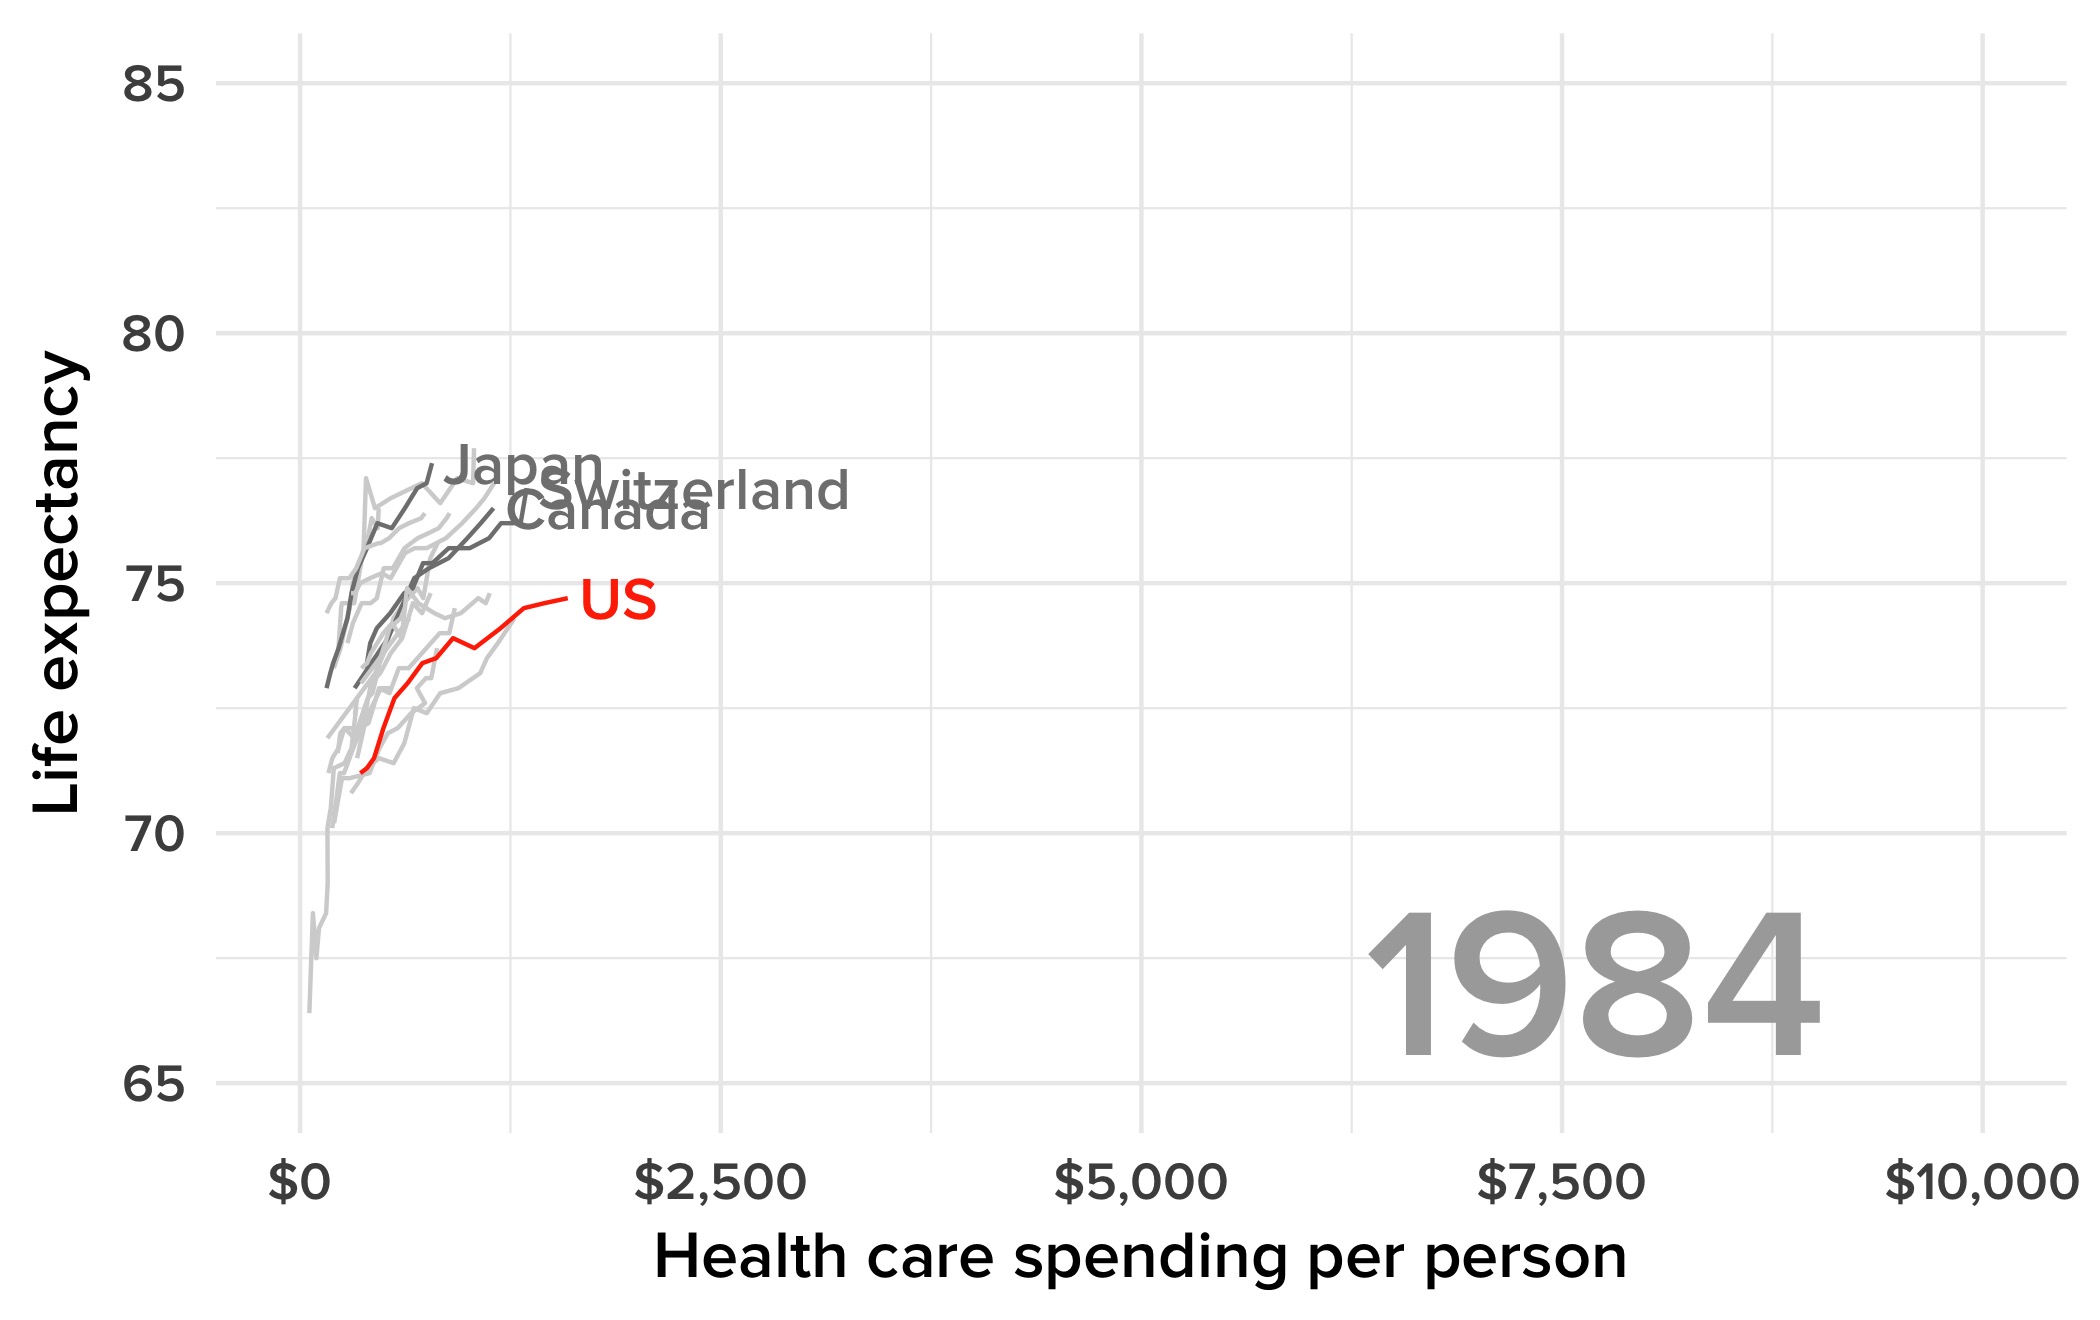 85
80
75
70
65
Life expectancy
Japan
Switzerland
Canada
US
1984
$0 $2,500 $5,000 $7,500 $10,000
Health care spending per person